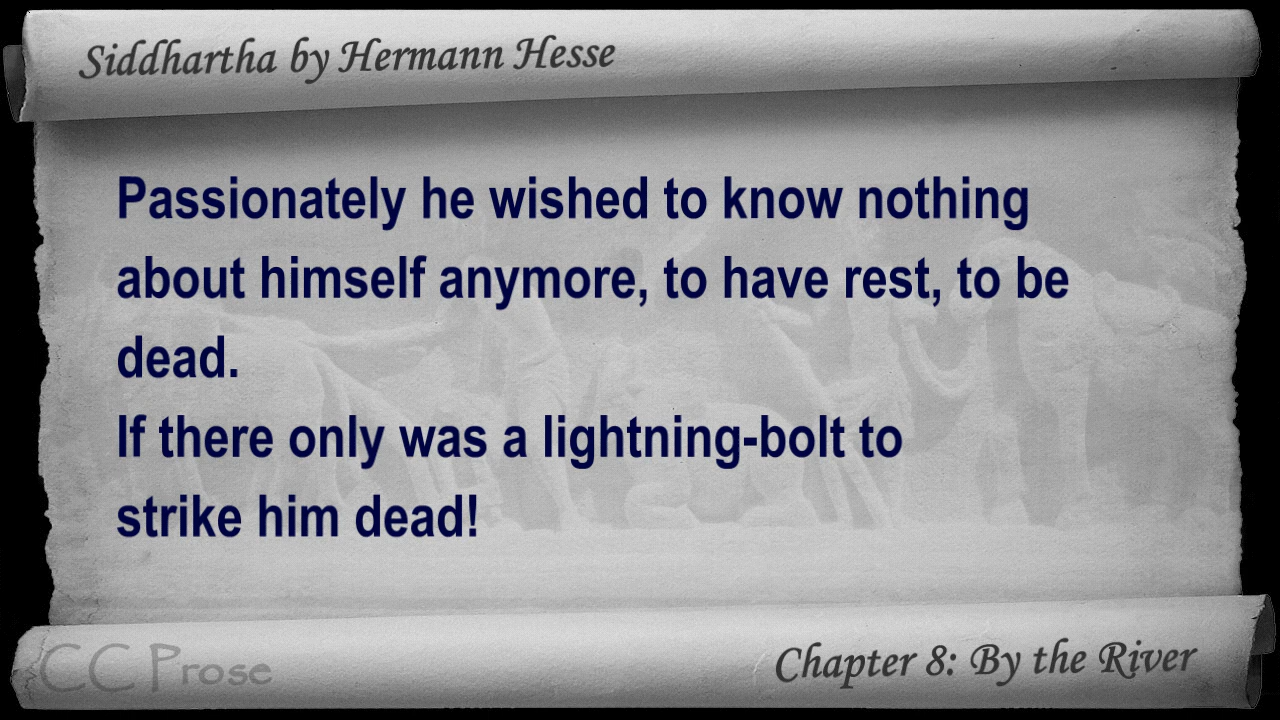 Siddhartha by Hermann Hesse
Passionately he wished to know nothing
about himself anymore, to have rest, to be
dead.
If there only was a lightning-bolt to
strike him dead!
CC Prose
Chapter 8: By the River